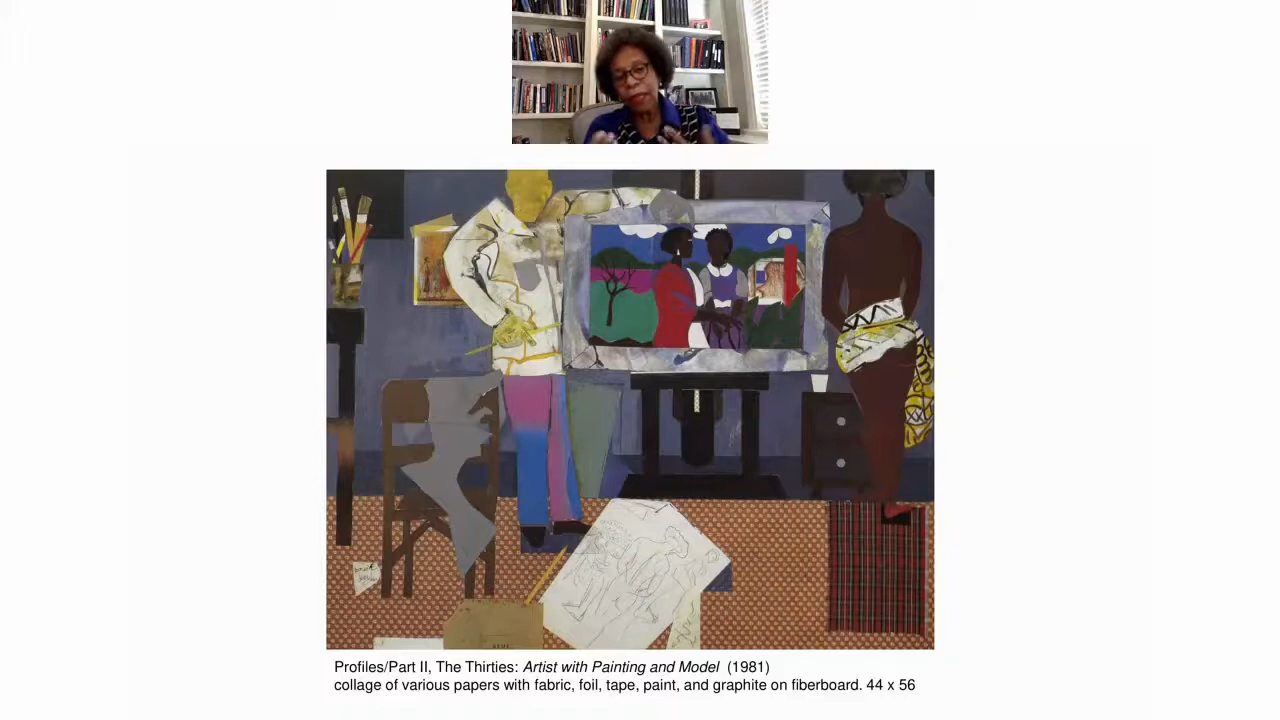 Profiles/Part II, The Thirties: Artist with Painting and Model (1981)
collage of various papers with fabric, foil, tape, paint, and graphite on fiberboard. 44 x 56